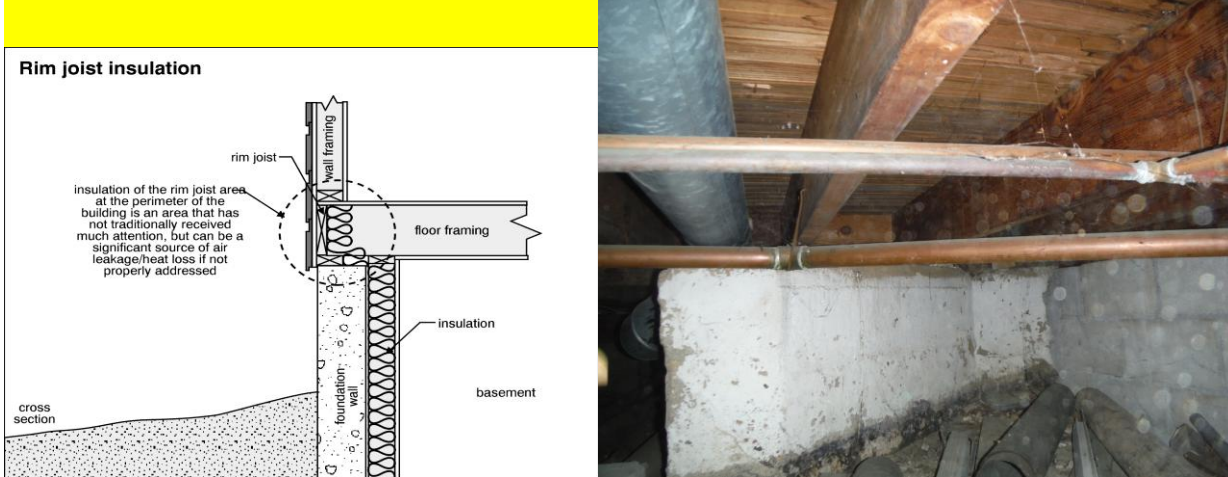 Rim joist insulation
wall framing
rim joist
insulation of the rim joist area
at the perimeter of the
building is an area that has
not traditionally received
much attention, but can be a
significant source of air
leakage/heat loss if not
properly addressed
floor framing
insulation
foundation
wall
basement
cross
section